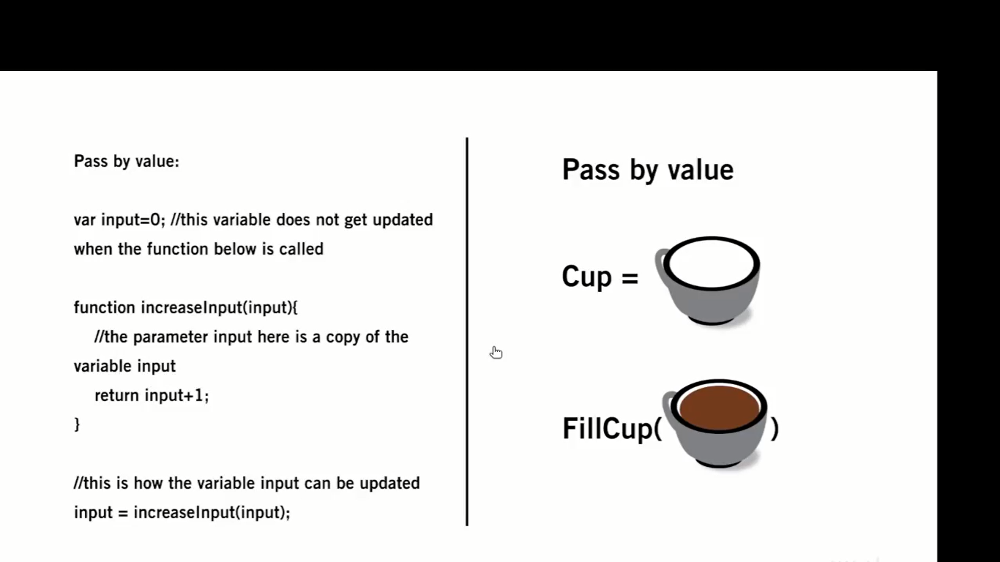 Pass by value:
var input=0; //this variable does not get updated
when the function below is called
function increaseInput(input){
//the parameter input here is a copy of the
variable input
return input+1;
}
//this is how the variable input can be updated
input = increaseInput(input);
Pass by value
Cup =
FillCup( )